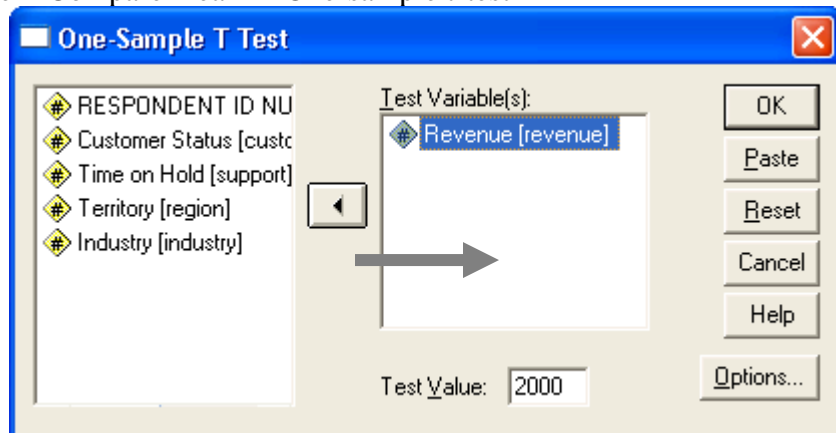 One-Sample T Test
RESPONDENT ID NU
Customer Status [custc
Time on Hold [support]
Territory [region]
Industry [industry]
Test Variable(s):
Revenue [revenue]
Test Value: 2000
OK
Paste
Reset
Cancel
Help
Options...